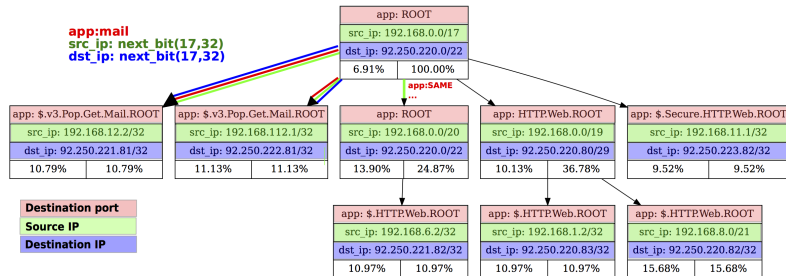 app: ROOT
src_ip: 192.168.0.0/17
dst_ip: 92.250.220.0/22
6.91% 100.00%
app:mail
src_ip: next_bit(17,32)
dst_ip: next_bit(17,32)
app:SAME
...
app: $.v3.Pop.Get.Mail.ROOT
src_ip: 192.168.12.2/32
dst_ip: 92.250.221.81/32
10.79% 10.79%
app: $.v3.Pop.Get.Mail.ROOT
src_ip: 192.168.112.1/32
dst_ip: 92.250.222.81/32
11.13% 11.13%
app: ROOT
src_ip: 192.168.0.0/20
dst_ip: 92.250.220.0/22
13.90% 24.87%
app: HTTP.Web.ROOT
src_ip: 192.168.0.0/19
dst_ip: 92.250.220.80/29
10.13% 36.78%
app: $.Secure.HTTP.Web.ROOT
src_ip: 192.168.11.1/32
dst_ip: 92.250.223.82/32
9.52% 9.52%
Destination port
Source IP
Destination IP
app: $.HTTP.Web.ROOT
src_ip: 192.168.6.2/32
dst_ip: 92.250.221.82/32
10.97% 10.97%
app: $.HTTP.Web.ROOT
src_ip: 192.168.1.2/32
dst_ip: 92.250.220.83/32
10.97% 10.97%
app: $.HTTP.Web.ROOT
src_ip: 192.168.8.0/21
dst_ip: 92.250.220.82/32
15.68% 15.68%